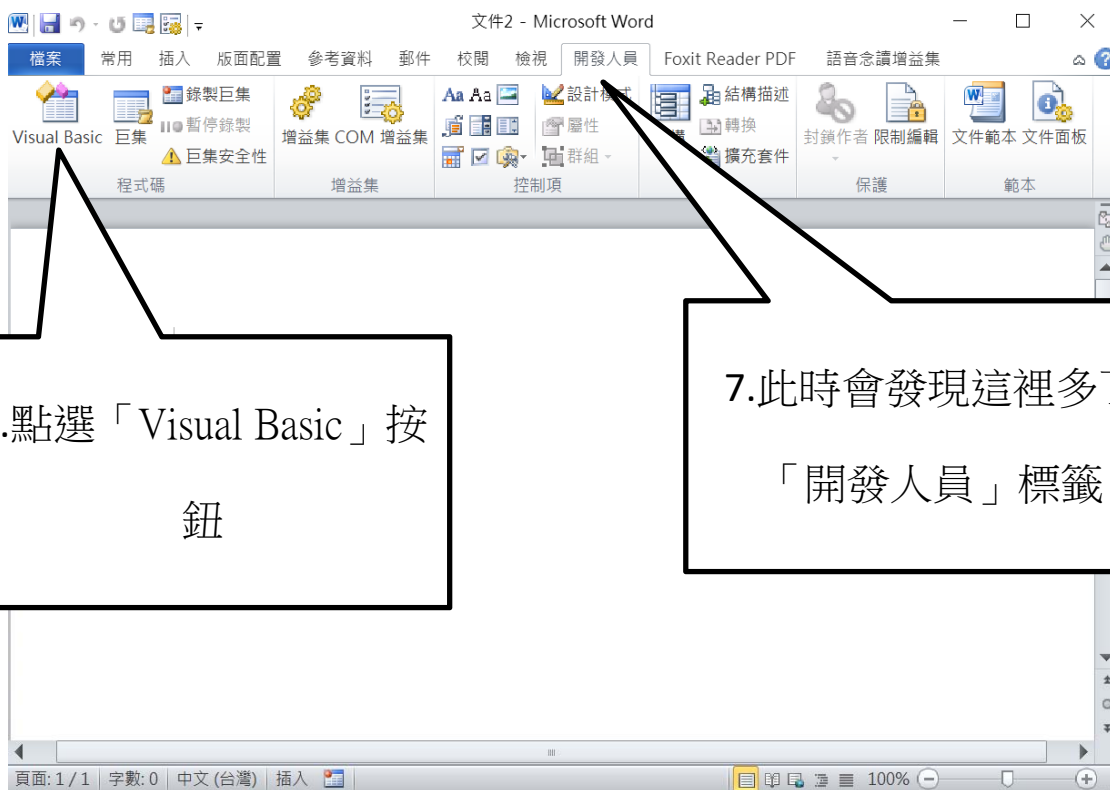 文件2 - Microsoft Word
檔案 常用 插入 版面配置 參考資料 郵件 校閱 檢視 開發人員 Foxit Reader PDF 語音念讀增益集
Visual Basic
巨集
錄製巨集
暫停錄製
巨集安全性
程式碼
增益集
COM 增益集
增益集
Aa Aa
設計模式
屬性
群組
控制項
結構描述
轉換
擴充套件
封鎖作者
限制編輯
保護
文件範本
文件面板
範本
.點選「Visual Basic」按
鈕
7.此時會發現這裡多
「開發人員」標籤
頁面: 1 / 1 字數: 0 中文 (台灣) 插入 100%